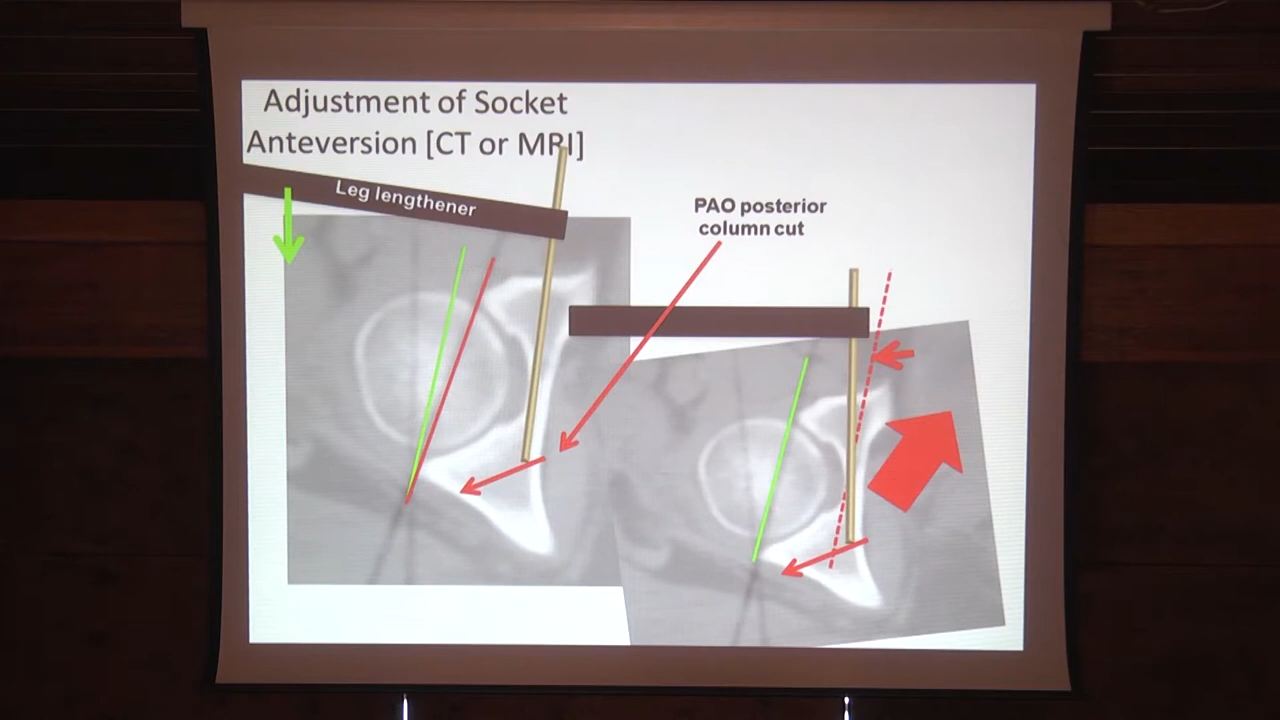 Adjustment of Socket
Anteversion [CT or MRI]
Leg lengthener
PAO posterior
column cut